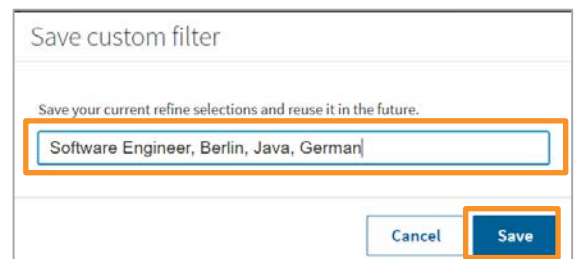 Save custom filter
Save your current refine selections and reuse it in the future.
Software Engineer, Berlin, Java, German
Cancel Save